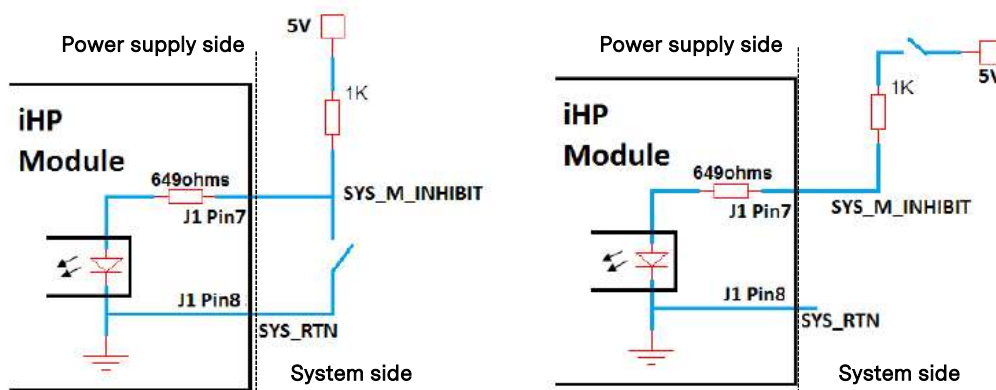 5V
Power supply side
1K
iHP
Module
649ohms
J1 Pin7
SYS_M_INHIBIT
J1 Pin8
SYS_RTN
System side
Power supply side
5V
1K
iHP
Module
649ohms
J1 Pin7
SYS_M_INHIBIT
J1 Pin8
SYS_RTN
System side